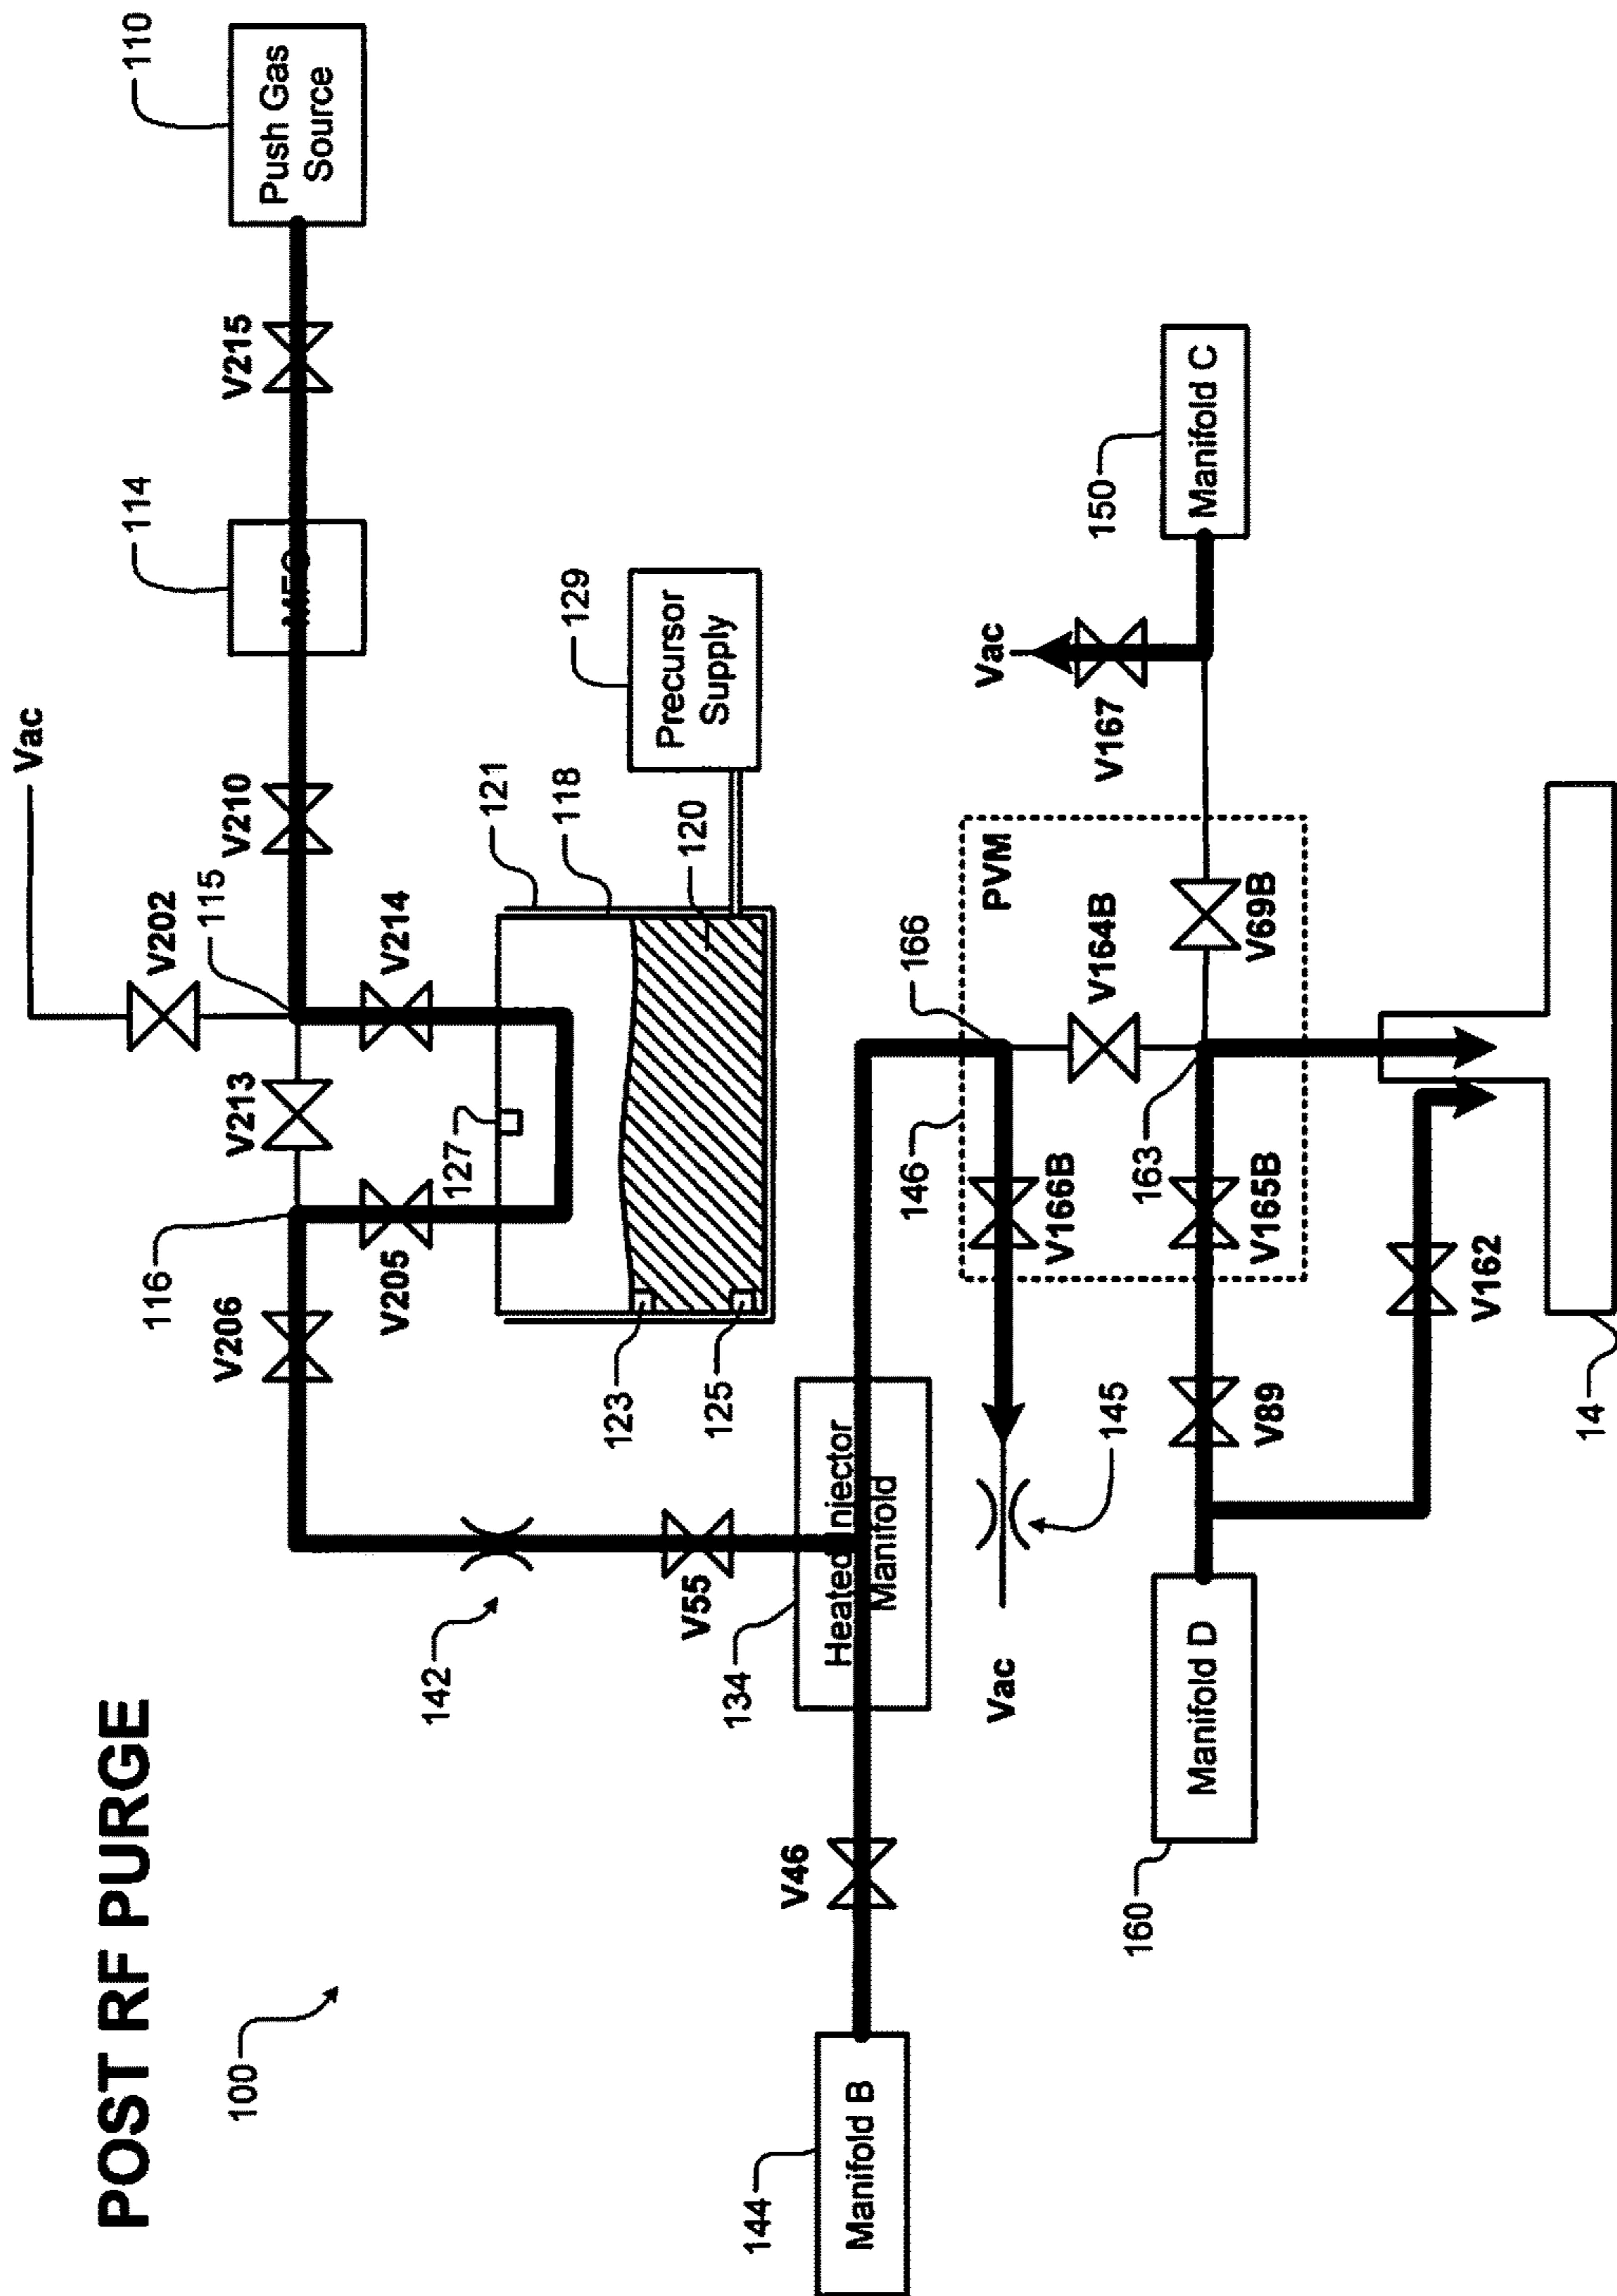 POST RF PURGE
100
110
Push Gas
Source
V215
114
MFC
Vac
V210
V202
115
V213
116
V206
V214
V205
127
121
118
120
129
Precursor
Supply
123
125
142
V55
134
Heated Injector
Manifold
V46
144
Manifold B
146
166
PVM
V164B
V166B
V69B
163
V165B
Vac
145
V89
V162
Vac
V167
150
Manifold C
160
Manifold D
14